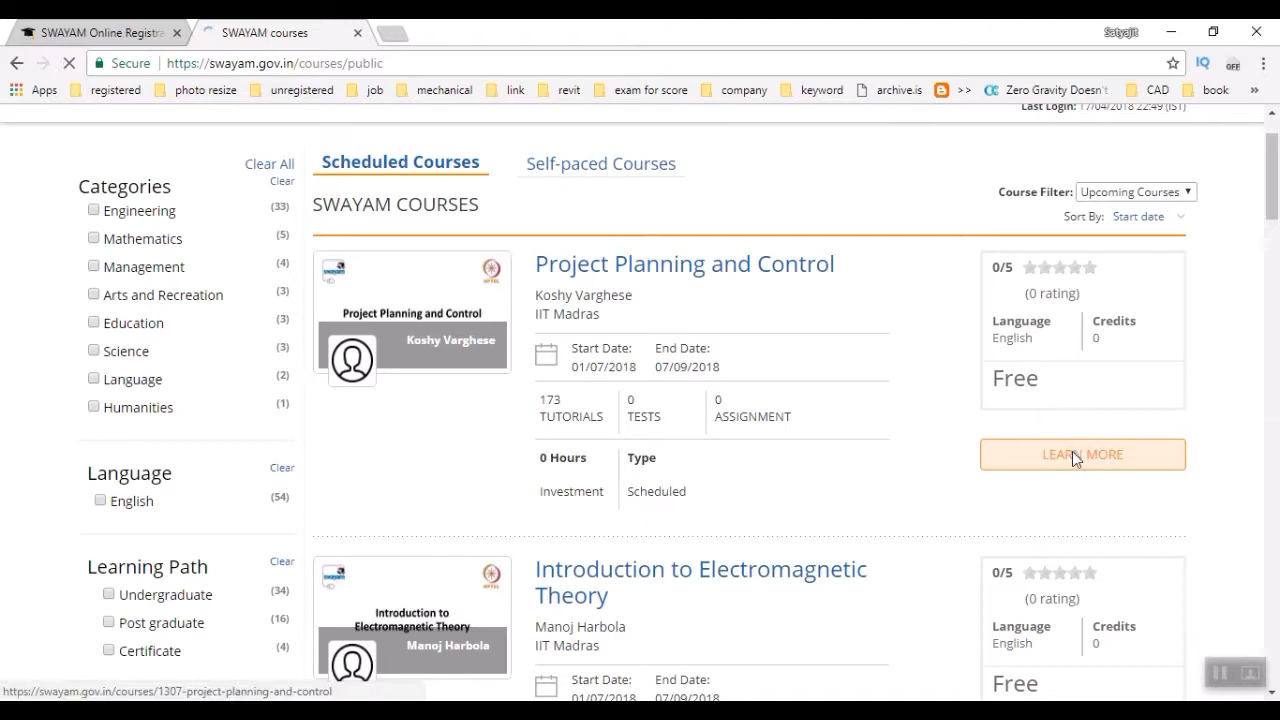 SWAYAM Online Registra
SWAYAM courses
Satyajit
Secure
https://swayam.gov.in/courses/public
IQ
OFF
Apps
registered
photo resize
unregistered
job
mechanical
link
revit
exam for score
company
keyword
archive.is
>>
Zero Gravity Doesn't
CAD
book
»
Last Login: 17/04/2018 22:49 (IST)
Clear All
Scheduled Courses
Self-paced Courses
Categories
Clear
Course Filter: Upcoming Courses
SWAYAM COURSES
Sort By: Start date
Engineering (33)
Mathematics (5)
Management (4)
Arts and Recreation (3)
Education (3)
Science (3)
Language (2)
Humanities (1)
Language
Clear
English (54)
Learning Path
Clear
Undergraduate (34)
Post graduate (16)
Certificate (4)
Project Planning and Control
Koshy Varghese
Project Planning and Control
Koshy Varghese
IIT Madras
Start Date: End Date:
01/07/2018 07/09/2018
173 0 0
TUTORIALS TESTS ASSIGNMENT
0 Hours Type
Investment Scheduled
0/5
(0 rating)
Language Credits
English 0
Free
LEARN MORE
Introduction to
Electromagnetic Theory
Manoj Harbola
Introduction to Electromagnetic
Theory
Manoj Harbola
IIT Madras
Start Date: End Date:
01/07/2018 07/09/2018
0/5
(0 rating)
Language Credits
English 0
Free
https://swayam.gov.in/courses/1307-project-planning-and-control